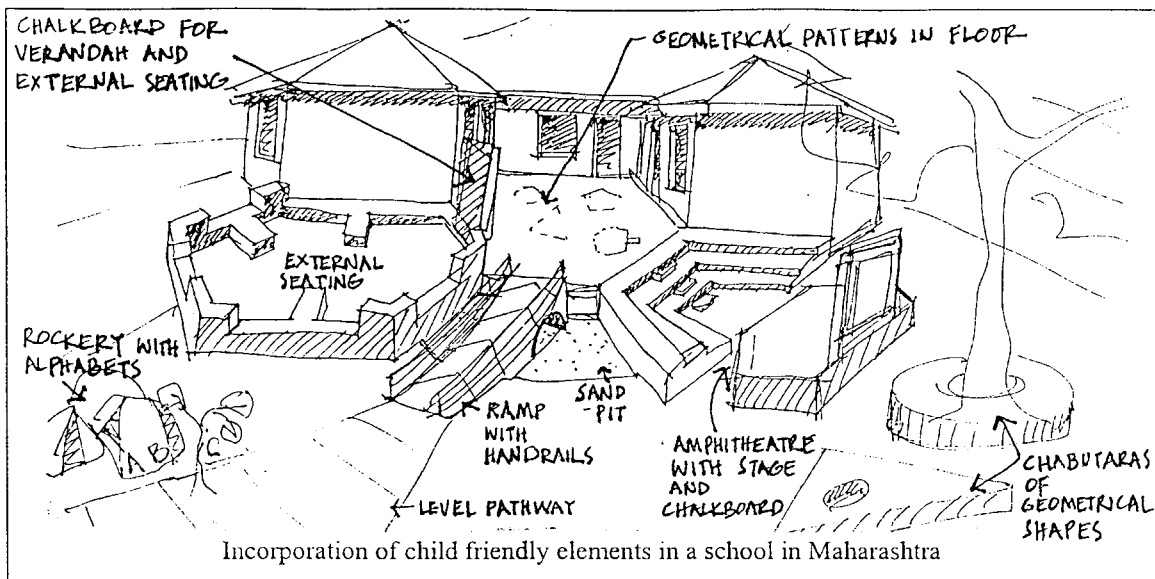 CHALKBOARD FOR
VERANDAH AND
EXTERNAL SEATING
GEOMETRICAL PATTERNS IN FLOOR
EXTERNAL
SEATING
ROCKERY WITH
ALPHABETS
A B C D
RAMP
WITH
HANDRAILS
SAND
-PIT
AMPHITHEATRE
WITH STAGE
AND
CHALKBOARD
CHABUTARAS
OF
GEOMETRICAL
SHAPES
LEVEL PATHWAY
Incorporation of child friendly elements in a school in Maharashtra